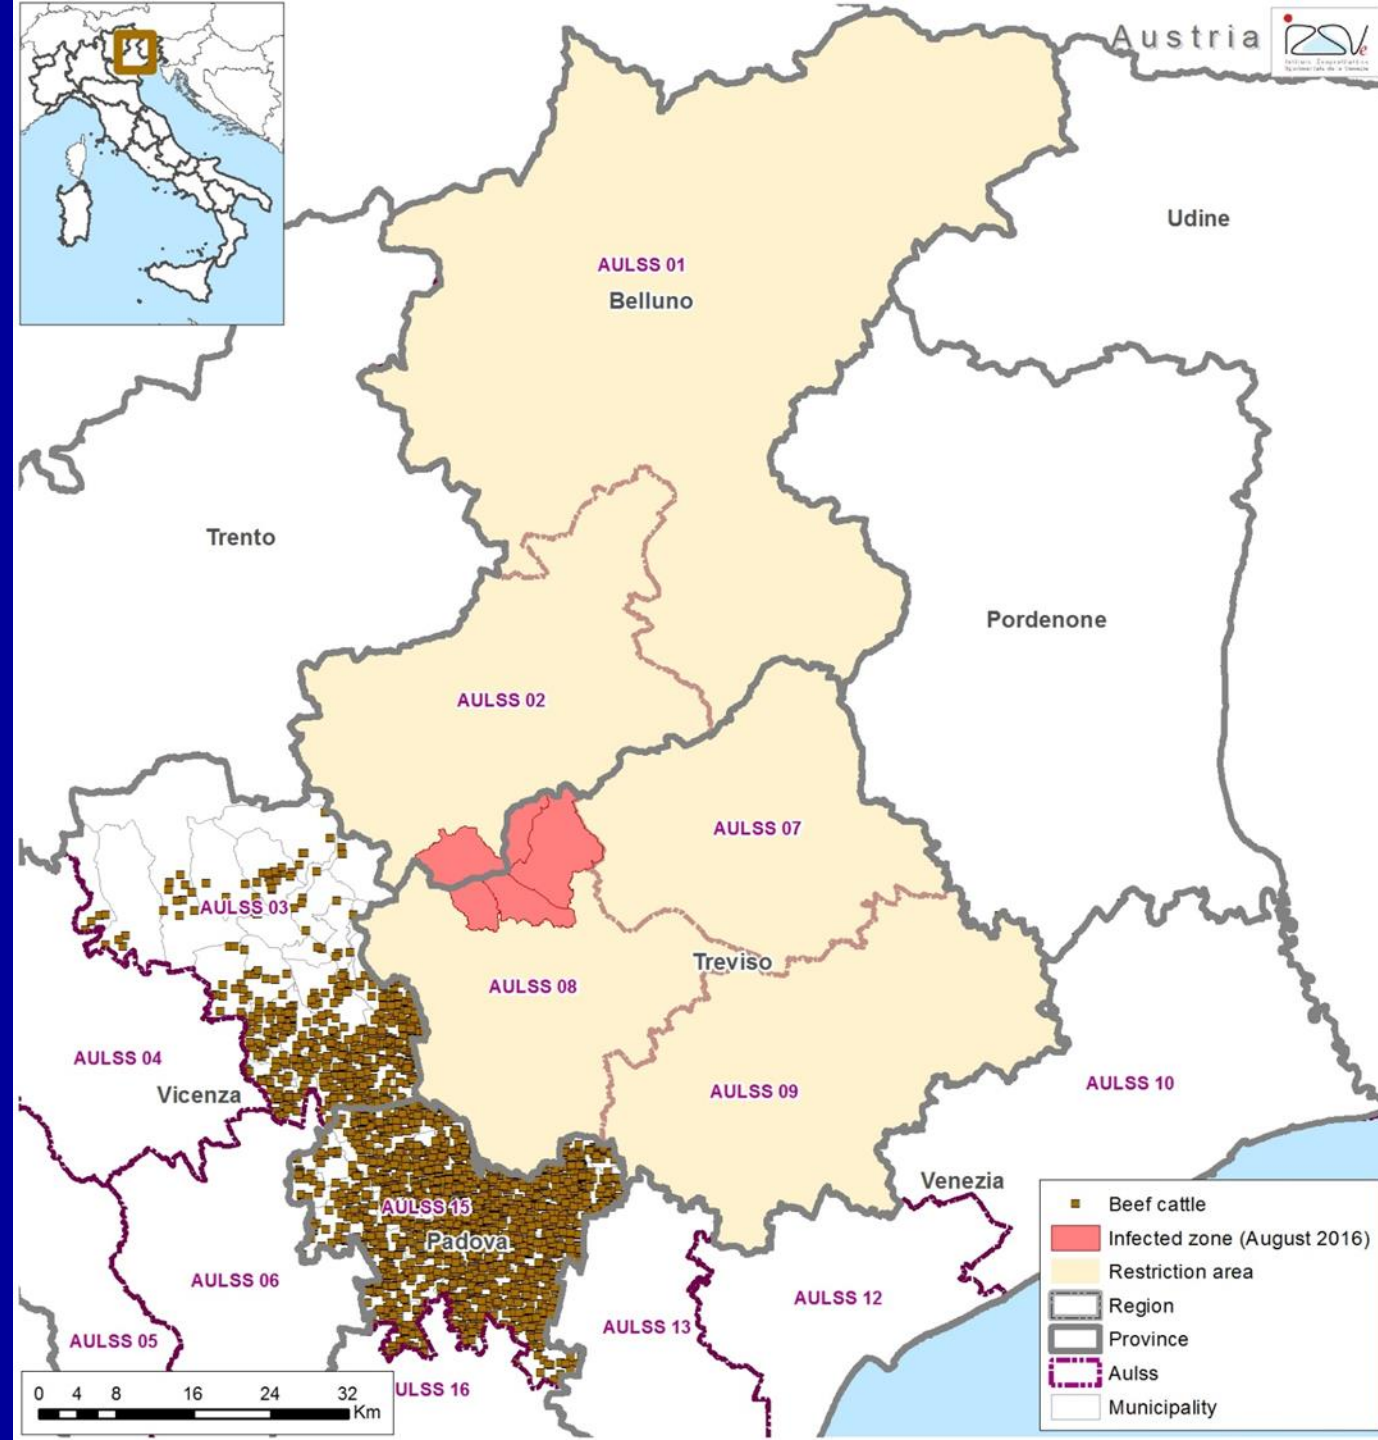 Austria
IZSVe
Udine
AULSS 01
Belluno
Trento
Pordenone
AULSS 02
AULSS 07
AULSS 03
Treviso
AULSS 08
AULSS 04
Vicenza
AULSS 09
AULSS 10
Venezia
AULSS 15
Padova
AULSS 06
AULSS 12
AULSS 05
AULSS 13
ULSS 16
Beef cattle
Infected zone (August 2016)
Restriction area
Region
Province
Aulss
Municipality
0 4 8 16 24 32
Km